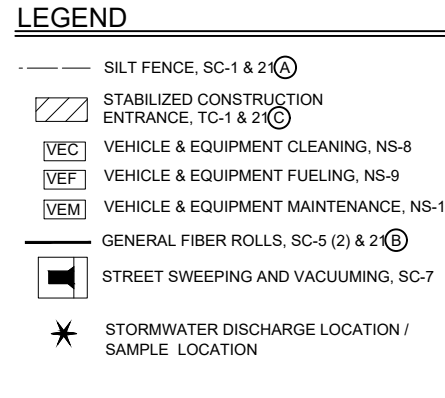 LEGEND
SILT FENCE, SC-1 & 21 A
STABILIZED CONSTRUCTION
ENTRANCE, TC-1 & 21 C
VEC VEHICLE & EQUIPMENT CLEANING, NS-8
VEF VEHICLE & EQUIPMENT FUELING, NS-9
VEM VEHICLE & EQUIPMENT MAINTENANCE, NS-1
GENERAL FIBER ROLLS, SC-5 (2) & 21 B
STREET SWEEPING AND VACUUMING, SC-7
STORMWATER DISCHARGE LOCATION /
SAMPLE LOCATION